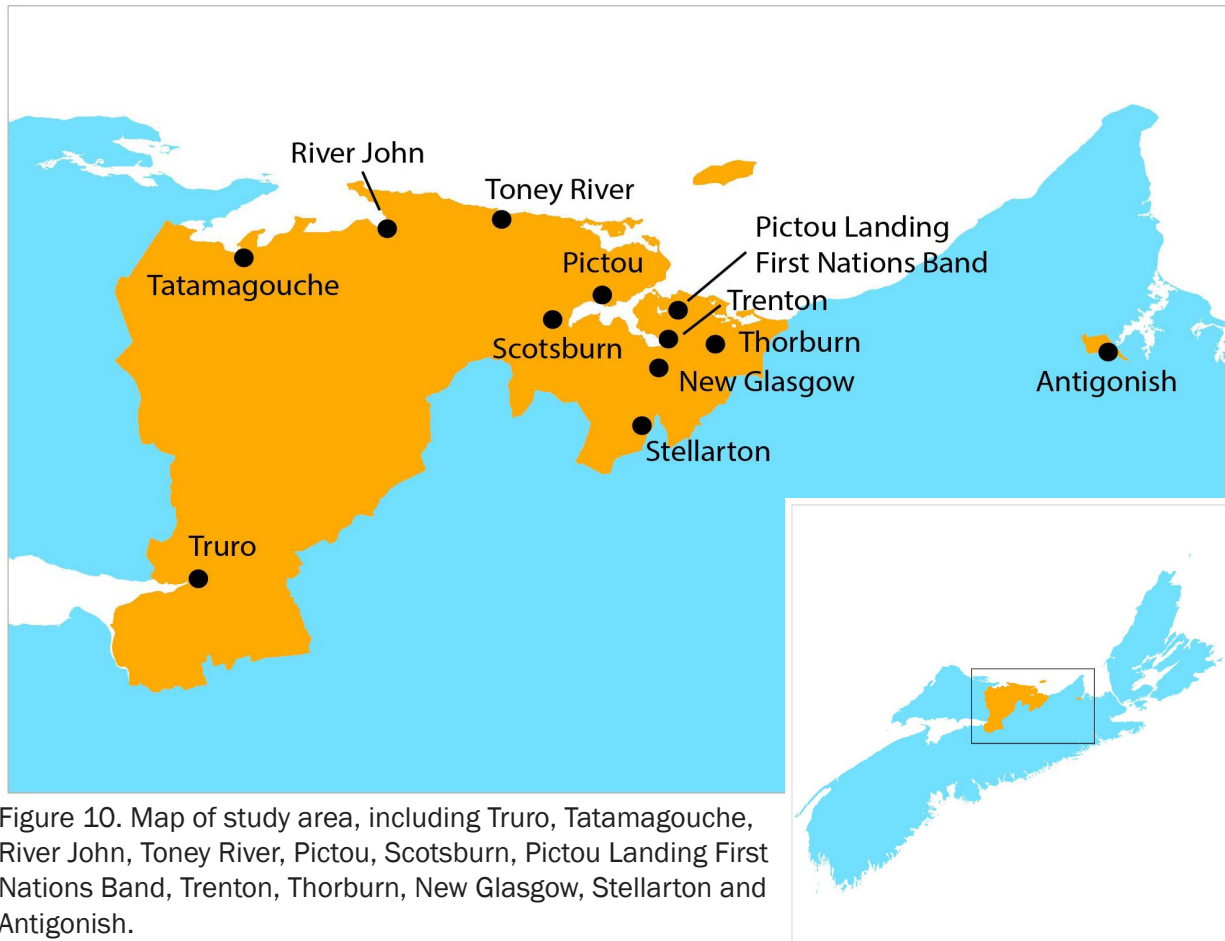 River John
Toney River
Pictou Landing
First Nations Band
Pictou
Tatamagouche
Trenton
Scotsburn
Thorburn
New Glasgow
Antigonish
Stellarton
Truro
Figure 10. Map of study area, including Truro, Tatamagouche,
River John, Toney River, Pictou, Scotsburn, Pictou Landing First
Nations Band, Trenton, Thorburn, New Glasgow, Stellarton and
Antigonish.